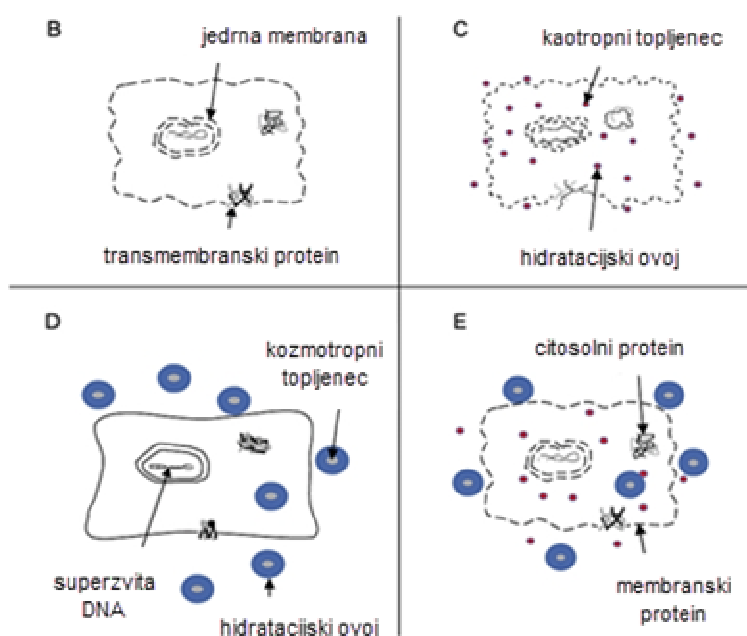 B
jedrna membrana
transmembranski protein
C
kaotropni topljenec
hidratacijski ovoj
D
kozmotropni
topljenec
superzvita
DNA
hidratacijski ovoj
E
citosolni protein
membranski
protein